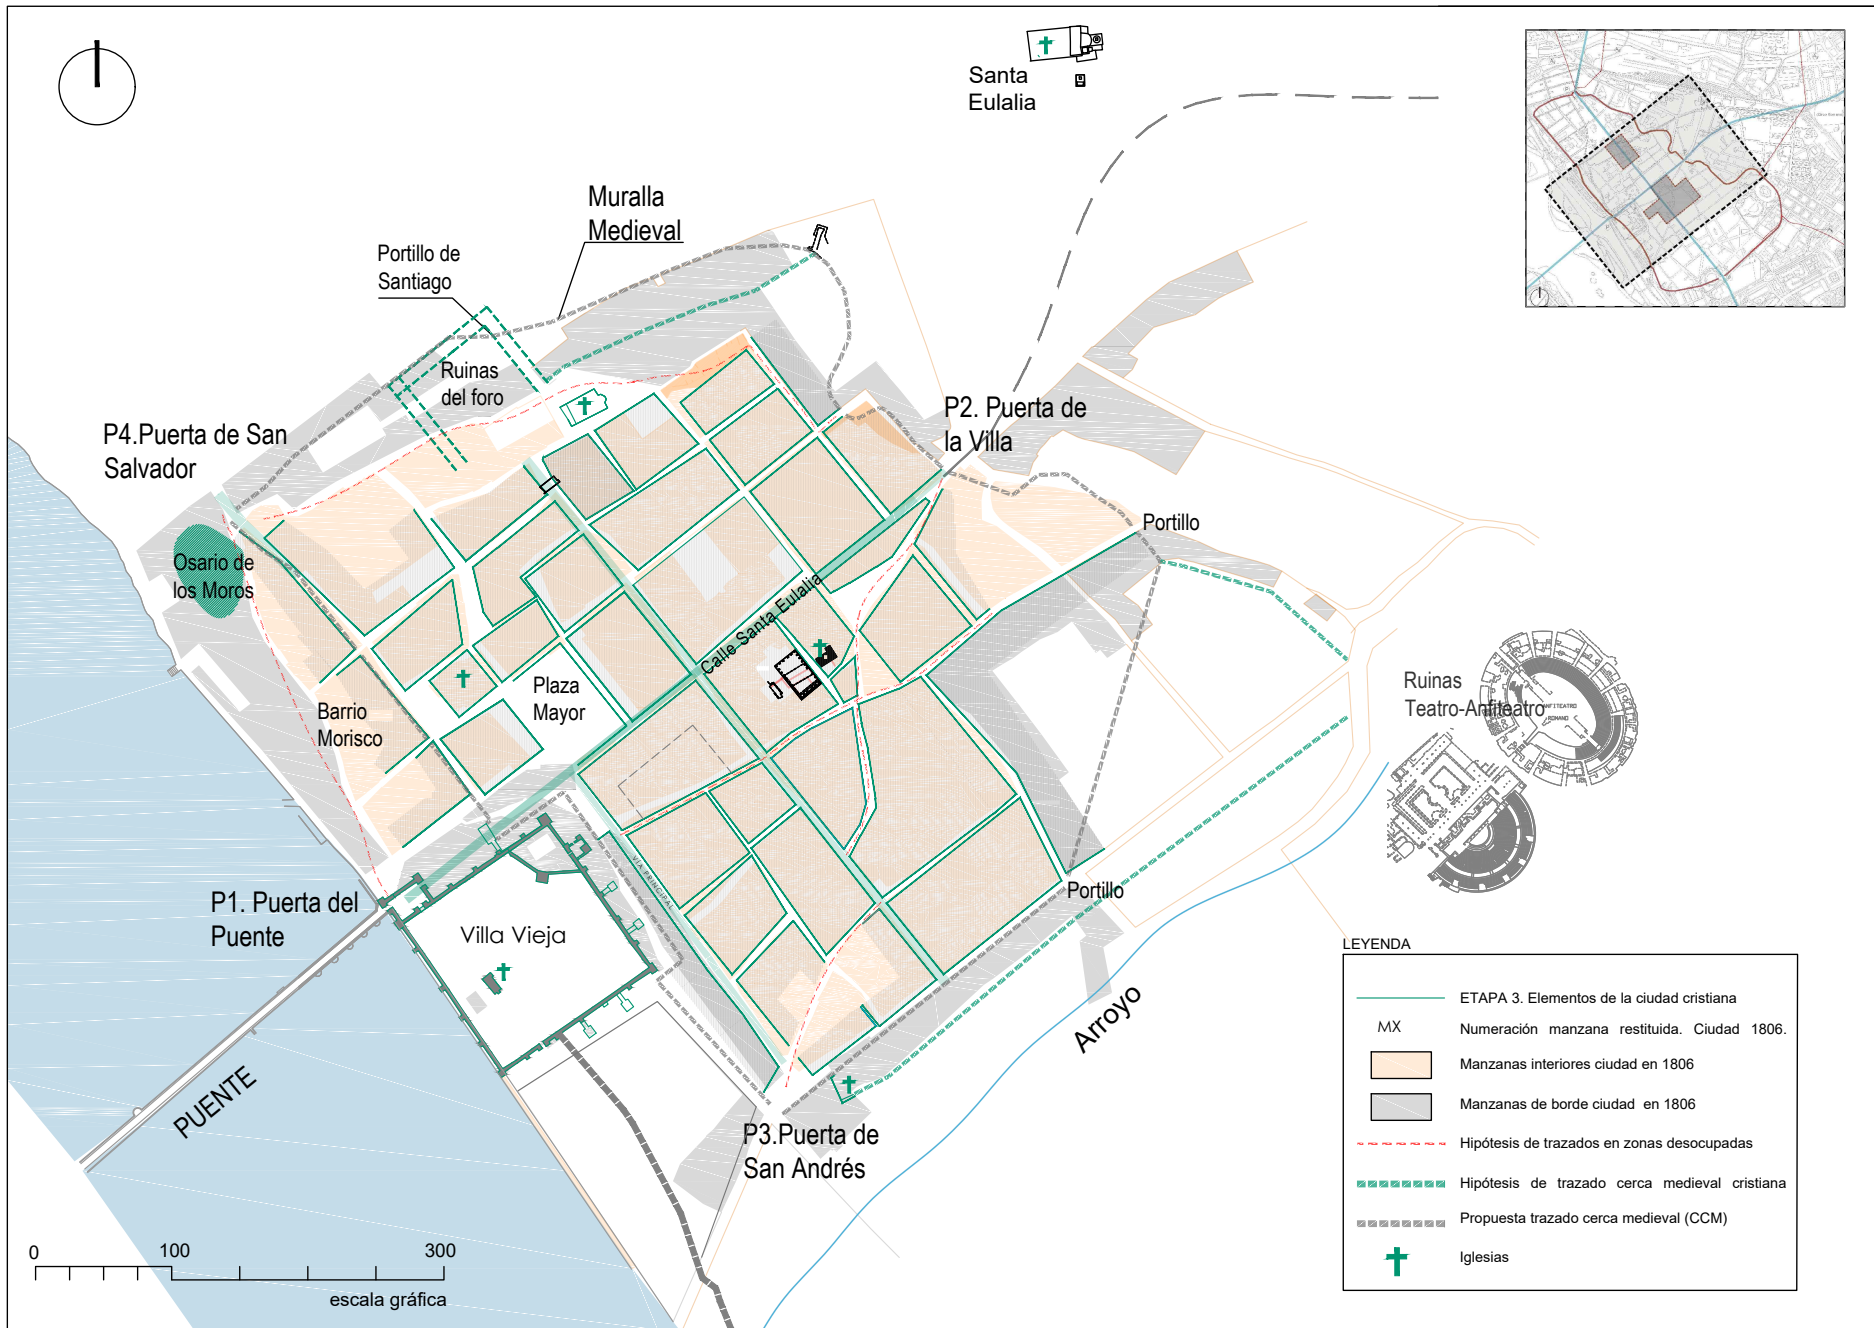 Santa
Eulalia
Muralla
Medieval
Portillo de
Santiago
Ruinas
del foro
P4.Puerta de San
Salvador
P2. Puerta de
la Villa
Portillo
Osario de
los Moros
Calle Santa Eulalia
Plaza
Mayor
Barrio
Morisco
Ruinas
Teatro-Anfiteatro
ANFITEATRO
ROMANO
VÍA PRINCIPAL
P1. Puerta del
Puente
Villa Vieja
Portillo
Arroyo
PUENTE
P3.Puerta de
San Andrés
0 100 300
escala gráfica
LEYENDA
ETAPA 3. Elementos de la ciudad cristiana
MX Numeración manzana restituida. Ciudad 1806.
Manzanas interiores ciudad en 1806
Manzanas de borde ciudad en 1806
Hipótesis de trazados en zonas desocupadas
Hipótesis de trazado cerca medieval cristiana
Propuesta trazado cerca medieval (CCM)
Iglesias